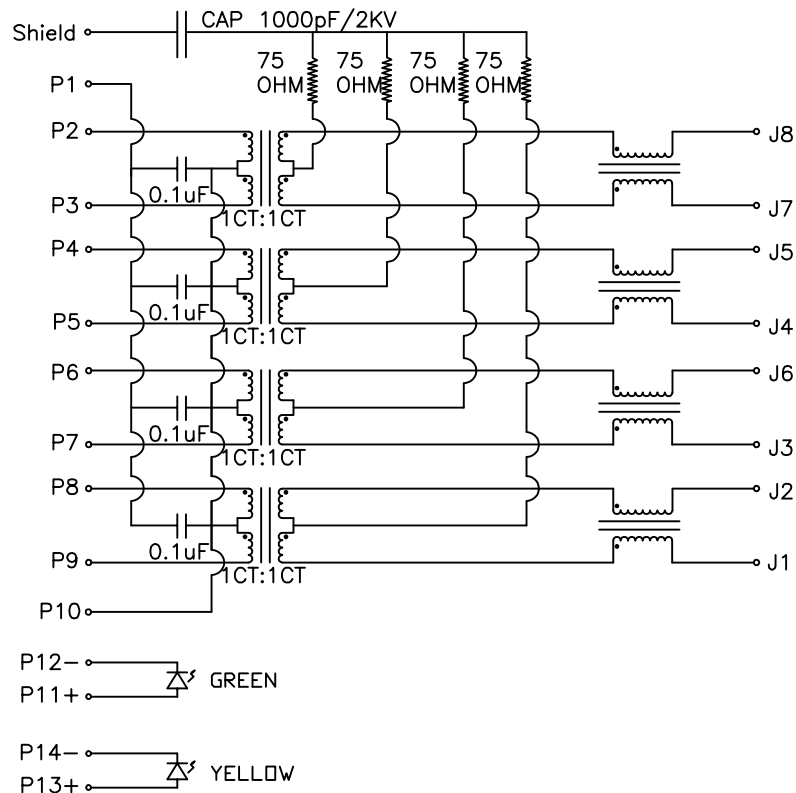 CAP 1000pF/2KV
Shield
75 OHM
75 OHM
75 OHM
75 OHM
P1
P2
J8
0.1uF
P3
1CT:1CT
J7
P4
J5
0.1uF
P5
1CT:1CT
J4
P6
J6
0.1uF
P7
1CT:1CT
J3
P8
J2
0.1uF
P9
1CT:1CT
J1
P10
P12-
P11+
GREEN
P14-
P13+
YELLOW